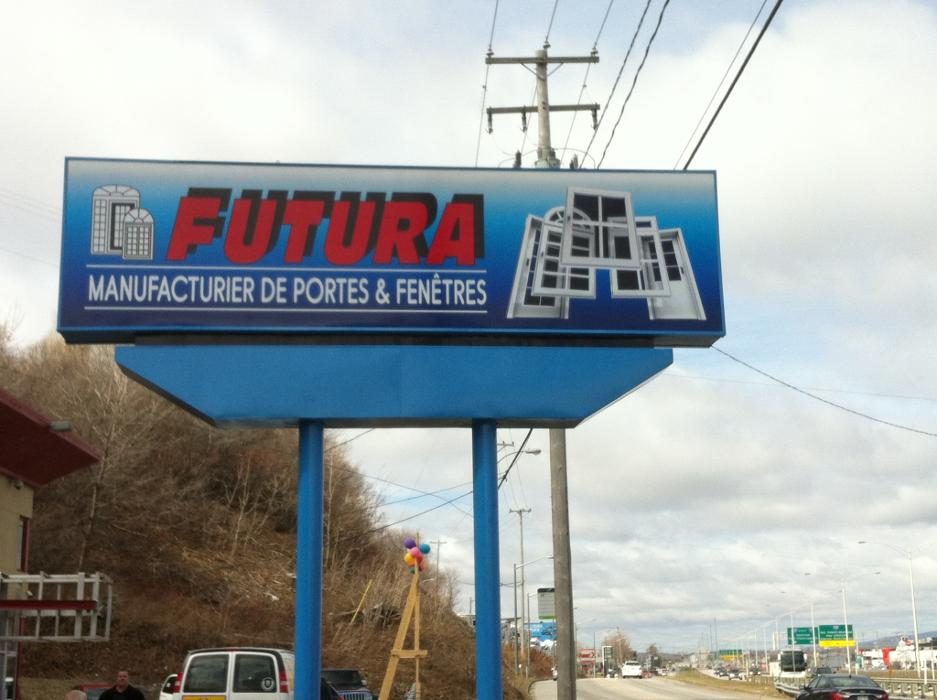 FUTURA
MANUFACTURIER DE PORTES & FENÊTRES